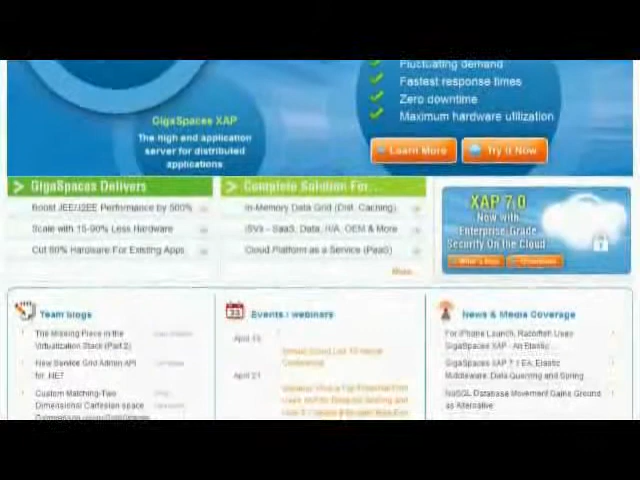 Fluctuating demand
Fastest response times
Zero downtime
Maximum hardware utilization
GigaSpaces XAP
The high end application
server for distributed
applications
Learn More
Try It Now
GigaSpaces Delivers
Boost JEE/J2EE Performance by 500%
Scale with 15-90% Less Hardware
Cut 80% Hardware For Existing Apps
Complete Solution For...
In-Memory Data Grid (Dist. Caching)
ISVs - SaaS, Data, R/A, OEM & More
Cloud Platform as a Service (PaaS)
More
XAP 7.0
Now with
Enterprise-Grade
Security On the Cloud
What's New
Team blogs
The Missing Piece in the
Virtualization Stack (Part 2)
New Service Grid Admin API
for .NET
Custom Matching-Two
Dimensional Cartesian space
Events / webinars
April
April 21
News & Media Coverage
For iPhone Launch, Razorfish Uses
GigaSpaces XAP - An Elastic
GigaSpaces XAP 7.1 EA: Elastic
Middleware, Data Querying and Spring
NoSQL Database Movement Gains Ground
as Alternative